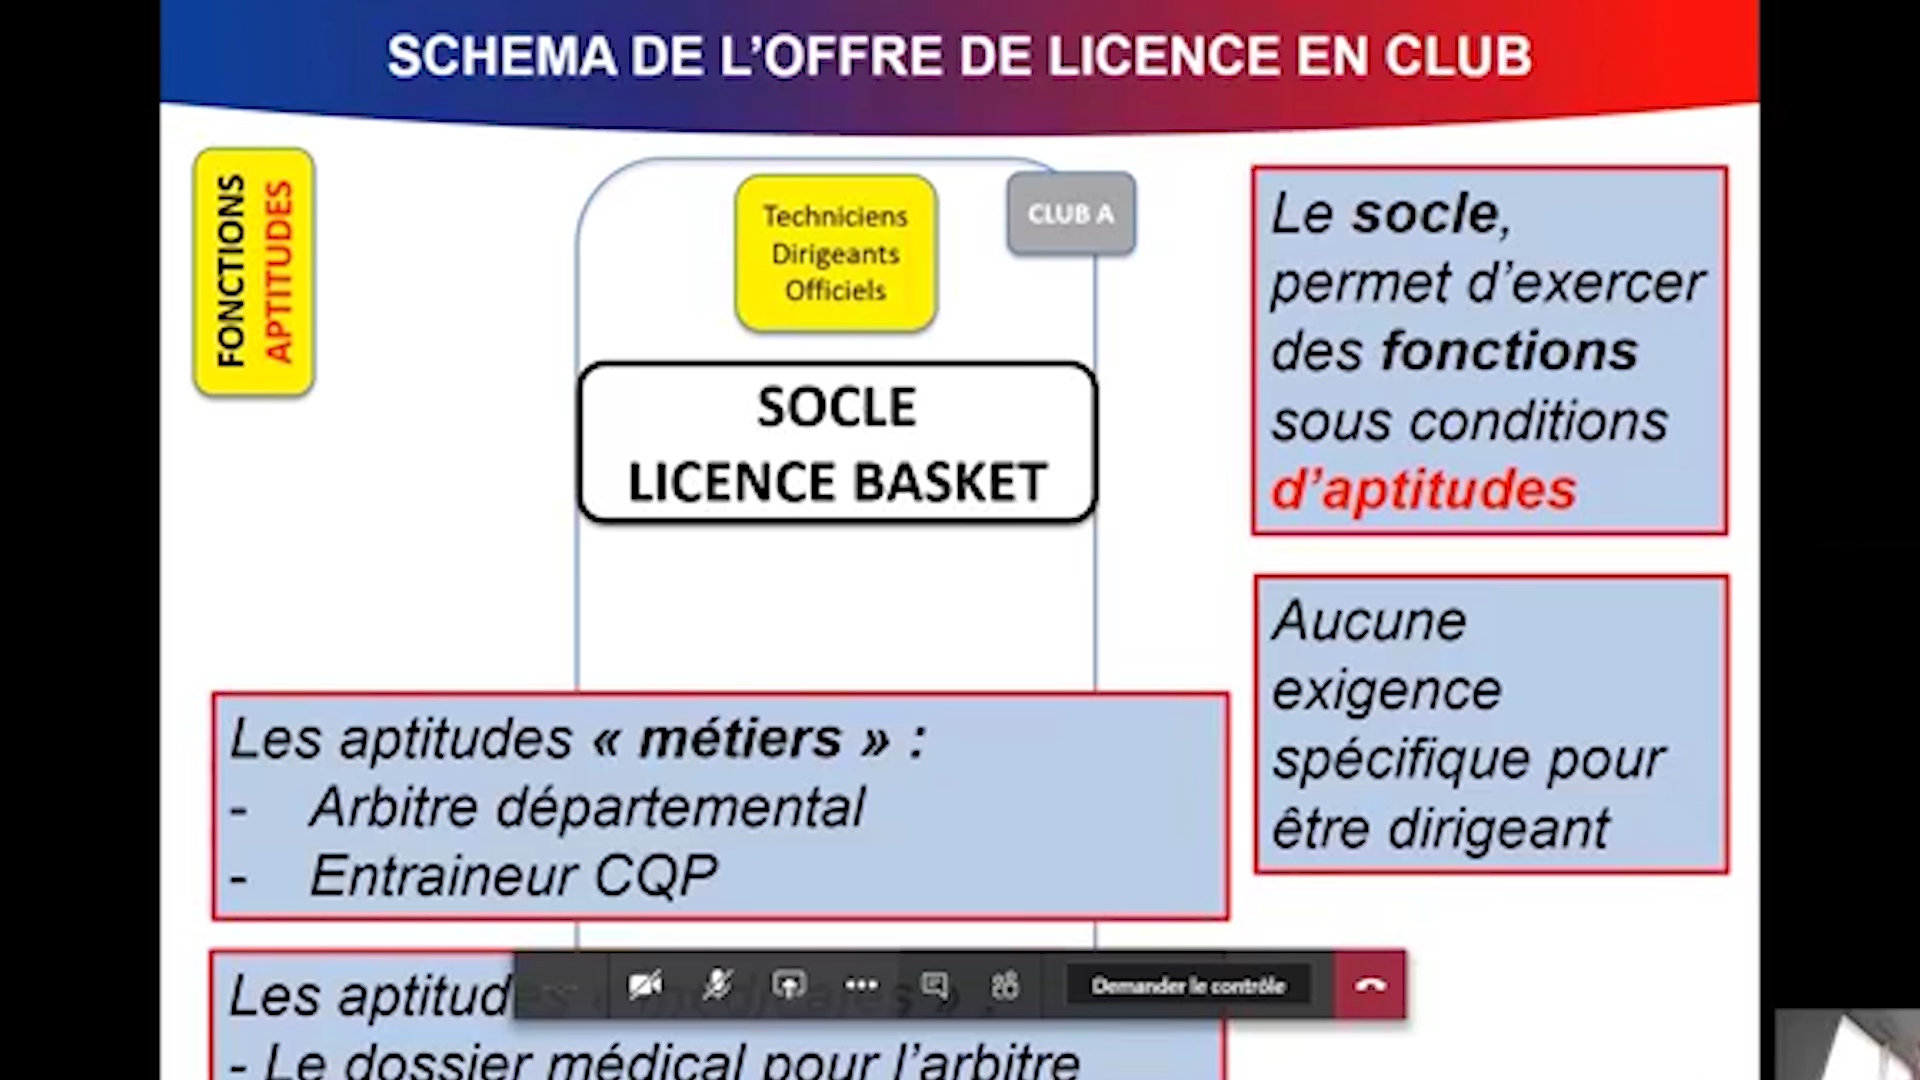 SCHEMA DE L’OFFRE DE LICENCE EN CLUB
FONCTIONS
APTITUDES
Techniciens
Dirigeants
Officiels
CLUB A
SOCLE
LICENCE BASKET
Le socle,
permet d’exercer
des fonctions
sous conditions
d’aptitudes
Aucune
exigence
spécifique pour
être dirigeant
Les aptitudes « métiers » :
- Arbitre départemental
- Entraineur CQP
Les aptitudes « médicales » :
Demander le contrôle
- Le dossier médical pour l’arbitre